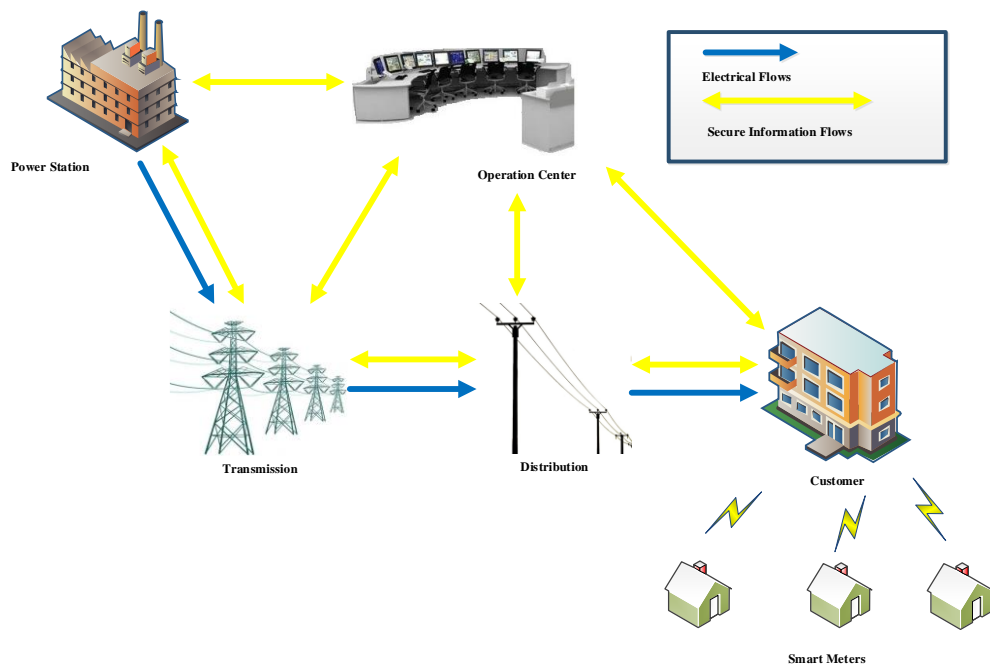 Electrical Flows
Secure Information Flows
Power Station
Operation Center
Transmission
Distribution
Customer
Smart Meters